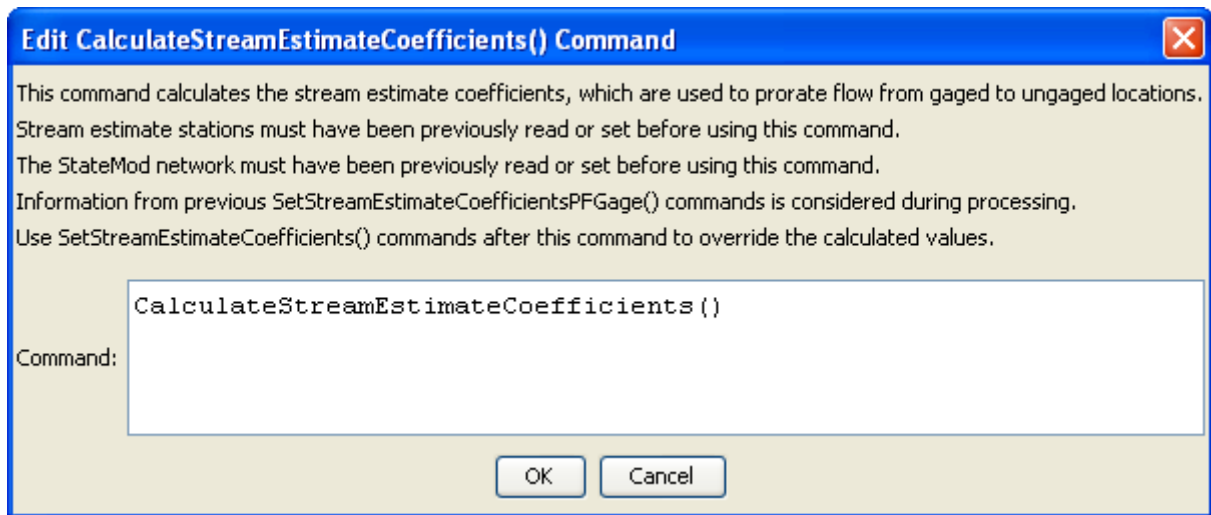 Edit CalculateStreamEstimateCoefficients() Command
This command calculates the stream estimate coefficients, which are used to prorate flow from gaged to ungaged locations.
Stream estimate stations must have been previously read or set before using this command.
The StateMod network must have been previously read or set before using this command.
Information from previous SetStreamEstimateCoefficientsPFGage() commands is considered during processing.
Use SetStreamEstimateCoefficients() commands after this command to override the calculated values.
CalculateStreamEstimateCoefficients()
Command:
OK Cancel